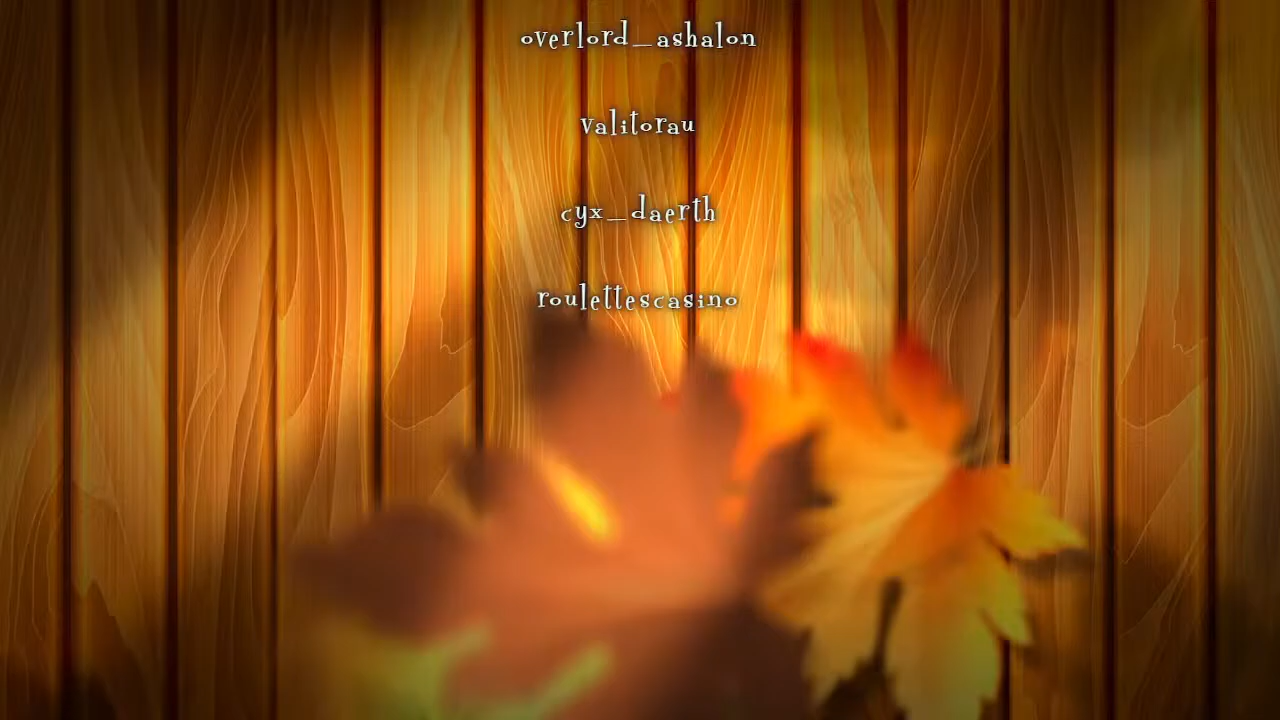 overlord_ashalon
valitorau
cyx_daerth
roulettescasino